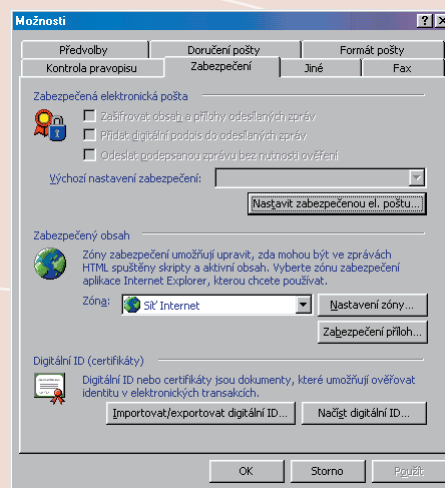 Možnosti
Předvolby Doručení pošty Formát pošty
Kontrola pravopisu Zabezpečení Jiné Fax
Zabezpečená elektronická pošta
Zašifrovat obsah a přílohy odesílaných zpráv
Přidat digitální podpis do odesílaných zpráv
Odeslat podepsanou zprávu bez nutnosti ověření
Výchozí nastavení zabezpečení:
Nastavit zabezpečenou el. poštu...
Zabezpečený obsah
Zóny zabezpečení umožňují upravit, zda mohou být ve zprávách
HTML spuštěny skripty a aktivní obsah. Vyberte zónu zabezpečení
aplikace Internet Explorer, kterou chcete používat.
Zóna: Síť Internet Nastavení zóny...
Zabezpečení příloh...
Digitální ID (certifikáty)
Digitální ID nebo certifikáty jsou dokumenty, které umožňují ověřovat
identitu v elektronických transakcích.
Importovat/exportovat digitální ID... Načíst digitální ID...
OK Storno Použít